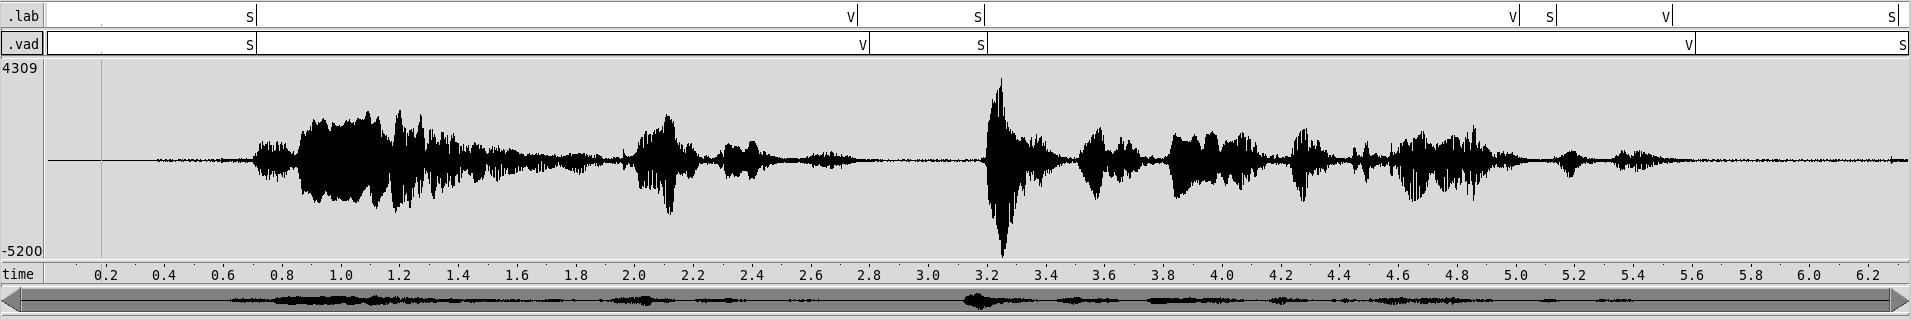 .lab S V S V S V S
.vad S V S V S
4309
-5200
time 0.2 0.4 0.6 0.8 1.0 1.2 1.4 1.6 1.8 2.0 2.2 2.4 2.6 2.8 3.0 3.2 3.4 3.6 3.8 4.0 4.2 4.4 4.6 4.8 5.0 5.2 5.4 5.6 5.8 6.0 6.2